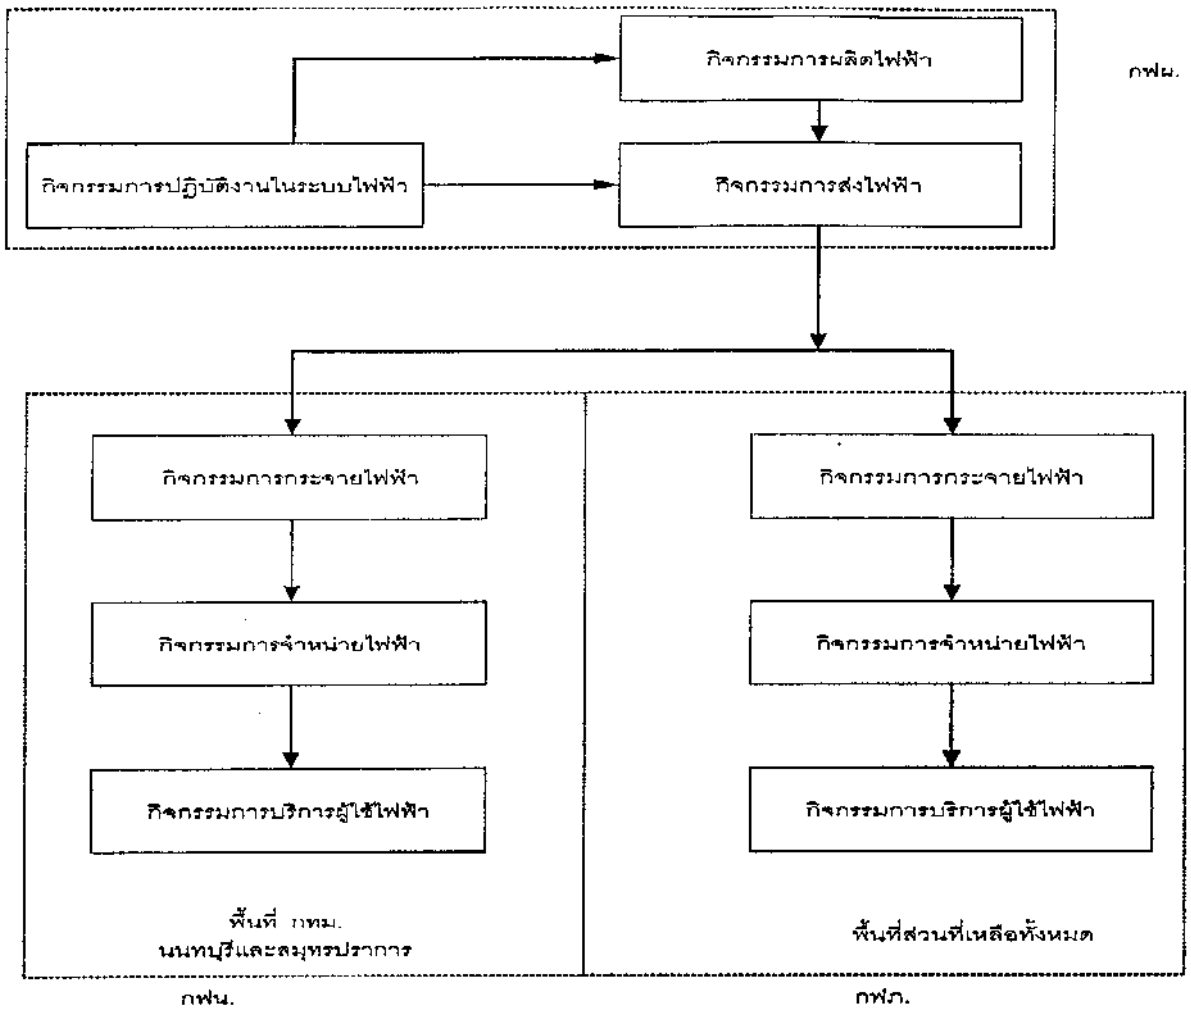 กิจกรรมการผลิตไฟฟ้า
กฟผ.
กิจกรรมการปฏิบัติงานในระบบไฟฟ้า
กิจกรรมการส่งไฟฟ้า
กิจกรรมการกระจายไฟฟ้า
กิจกรรมการกระจายไฟฟ้า
กิจกรรมการจำหน่ายไฟฟ้า
กิจกรรมการจำหน่ายไฟฟ้า
กิจกรรมการบริการผู้ใช้ไฟฟ้า
กิจกรรมการบริการผู้ใช้ไฟฟ้า
พื้นที่ กทม.
นนทบุรีและสมุทรปราการ
พื้นที่ส่วนที่เหลือทั้งหมด
กฟน.
กฟภ.